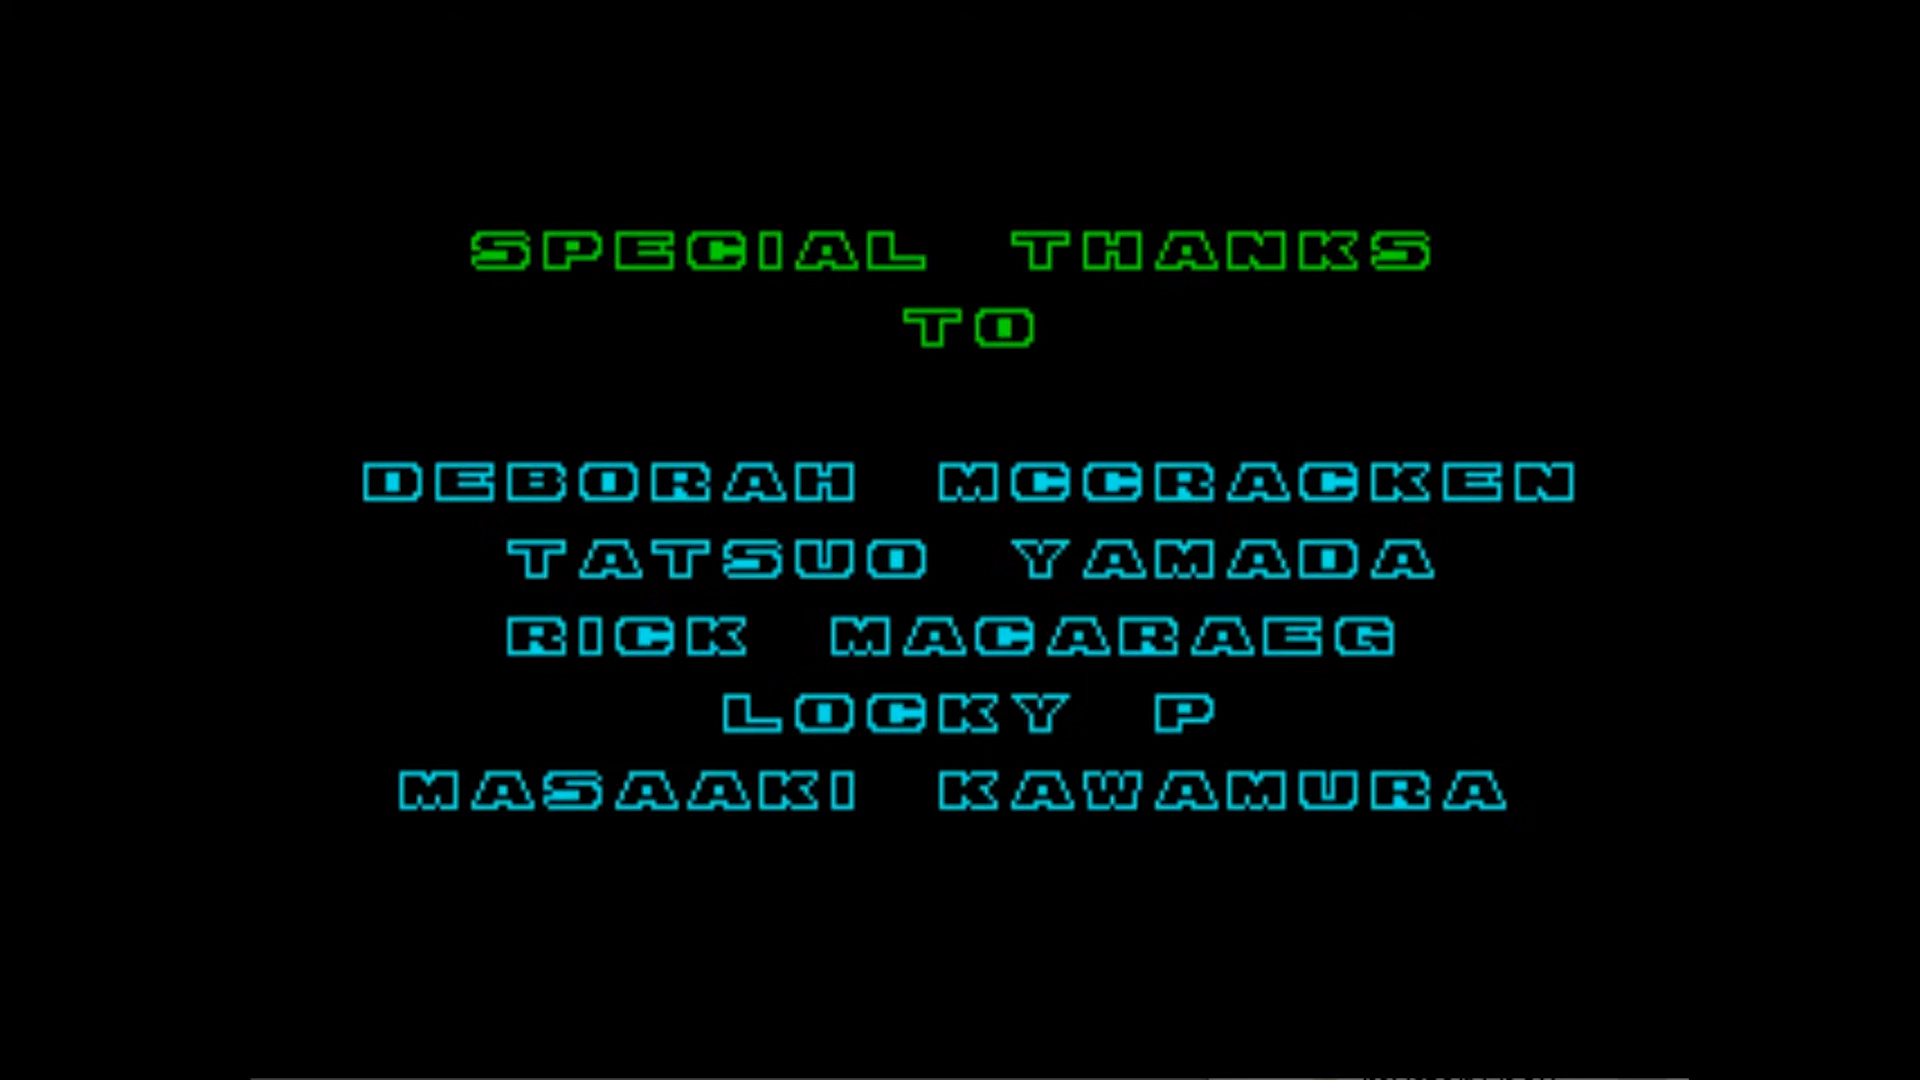 SPECIAL THANKS
TO
DEBORAH MCCRACKEN
TATSUO YAMADA
RICK MACARAEG
LOCKY P
MASAAKI KAWAMURA